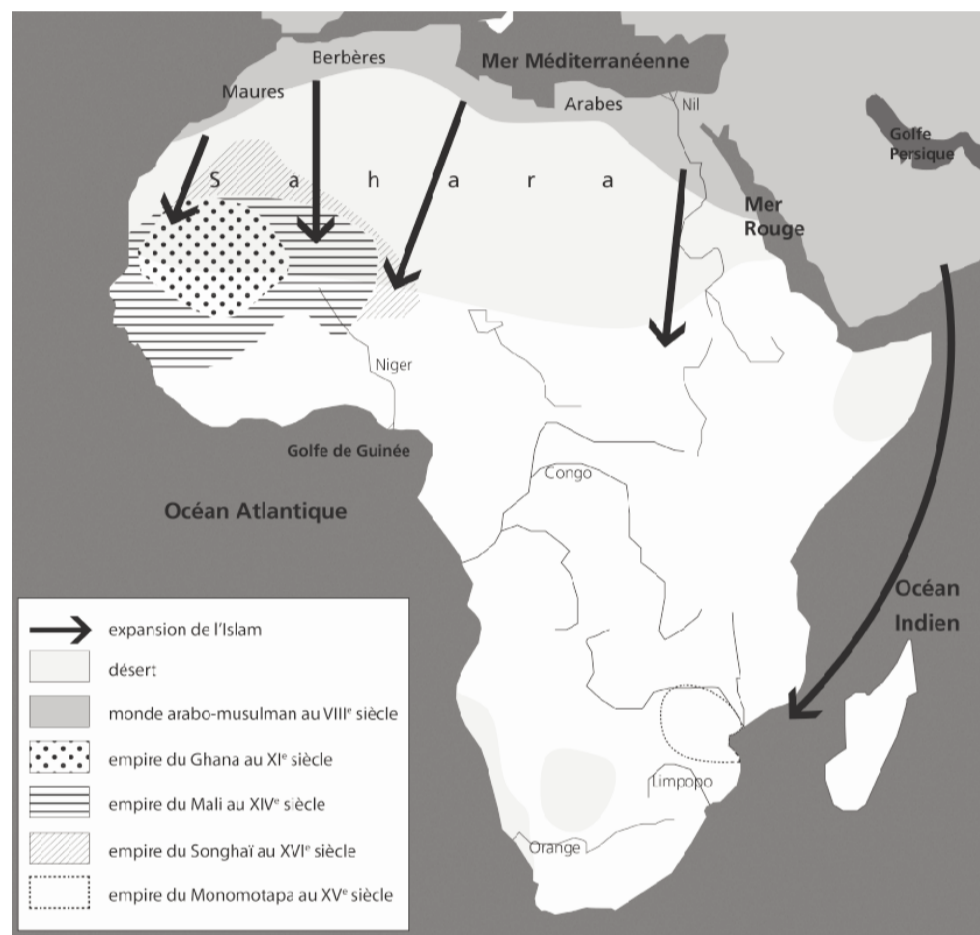 Berbères
Mer Méditerranéenne
Maures
Arabes
Nil
Golfe
Persique
Sahara
Mer
Rouge
Niger
Golfe de Guinée
Congo
Océan Atlantique
Océan
Indien
Limpopo
Orange
expansion de l'Islam
désert
monde arabo-musulman au VIIIe siècle
empire du Ghana au XIe siècle
empire du Mali au XIVe siècle
empire du Songhaï au XVIe siècle
empire du Monomotapa au XVe siècle